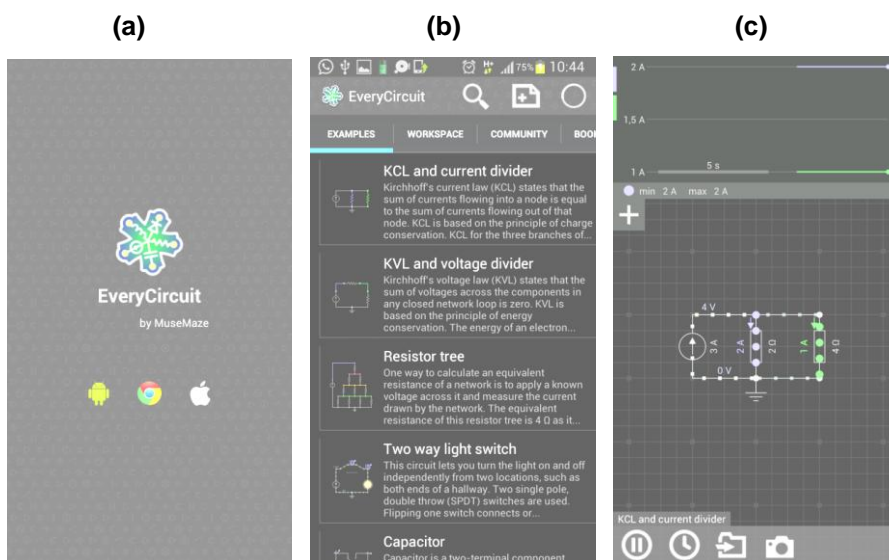 (a)
(b)
(c)
EveryCircuit
by MuseMaze
H+
75%
10:44
EveryCircuit
EXAMPLES
WORKSPACE
COMMUNITY
BOO
KCL and current divider
Kirchhoff's current law (KCL) states that the
sum of currents flowing into a node is equal
to the sum of currents flowing out of that
node. KCL is based on the principle of charge
conservation. KCL for the three branches of...
KVL and voltage divider
Kirchhoff's voltage law (KVL) states that the
sum of voltages across the components in
any closed network loop is zero. KVL is
based on the principle of energy
conservation. The energy of an electron...
Resistor tree
One way to calculate an equivalent
resistance of a network is to apply a known
voltage across it and measure the current
drawn by the network. The equivalent
resistance of this resistor tree is 4 Ω as it...
Two way light switch
This circuit lets you turn the light on and off
independently from two locations, such as
both ends of a hallway. Two single pole,
double throw (SPDT) switches are used.
Flipping one switch connects or...
Capacitor
Capacitor is a two-terminal component
2 A
1,5 A
1 A
5 s
min 2 A max 2 A
4 V
3 A
2 A
2 Ω
1 A
4 Ω
0 V
KCL and current divider